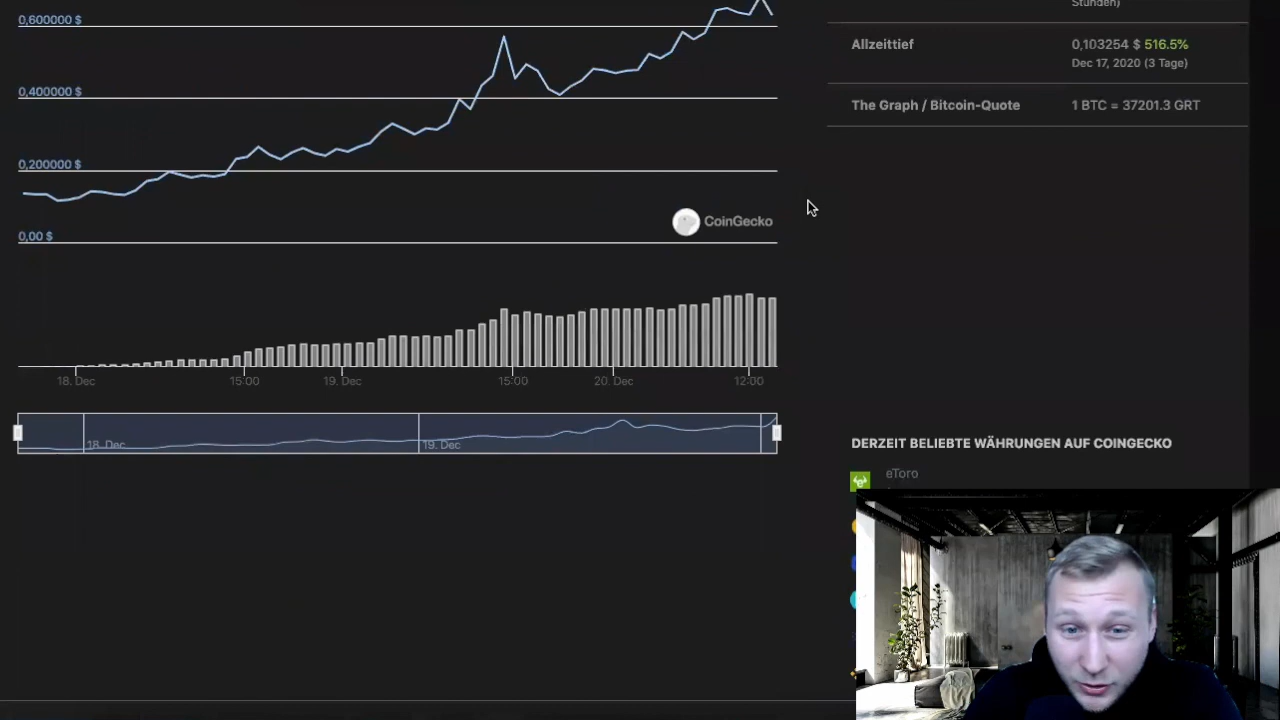 0,600000 $
0,400000 $
0,200000 $
0,00 $
CoinGecko
18. Dec
15:00
19. Dec
15:00
20. Dec
12:00
18. Dec
19. Dec
Stunden)
Allzeittief
0,103254 $ 516.5%
Dec 17, 2020 (3 Tage)
The Graph / Bitcoin-Quote
1 BTC = 37201.3 GRT
DERZEIT BELIEBTE WÄHRUNGEN AUF COINGECKO
eToro